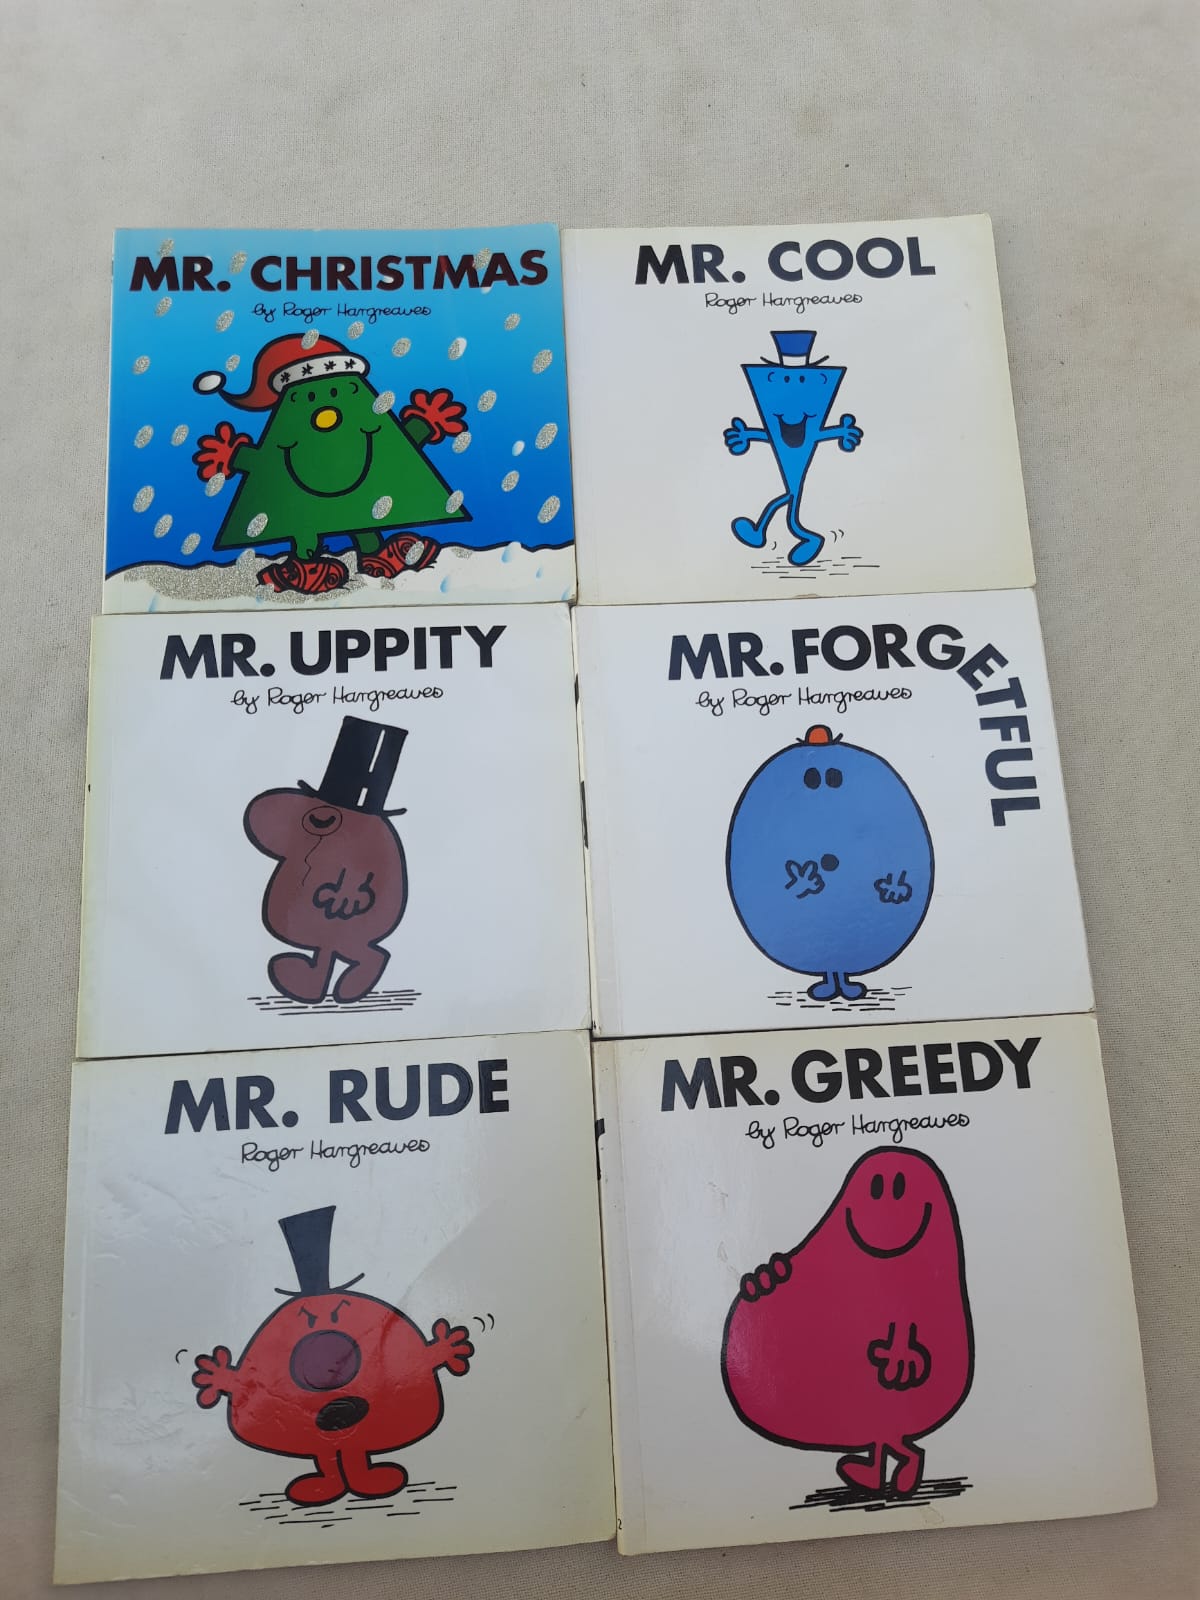 MR. CHRISTMAS
by Roger Hargreaves
MR. COOL
Roger Hargreaves
MR. UPPITY
by Roger Hargreaves
MR. FORGETFUL
by Roger Hargreaves
MR. RUDE
Roger Hargreaves
MR. GREEDY
by Roger Hargreaves
2